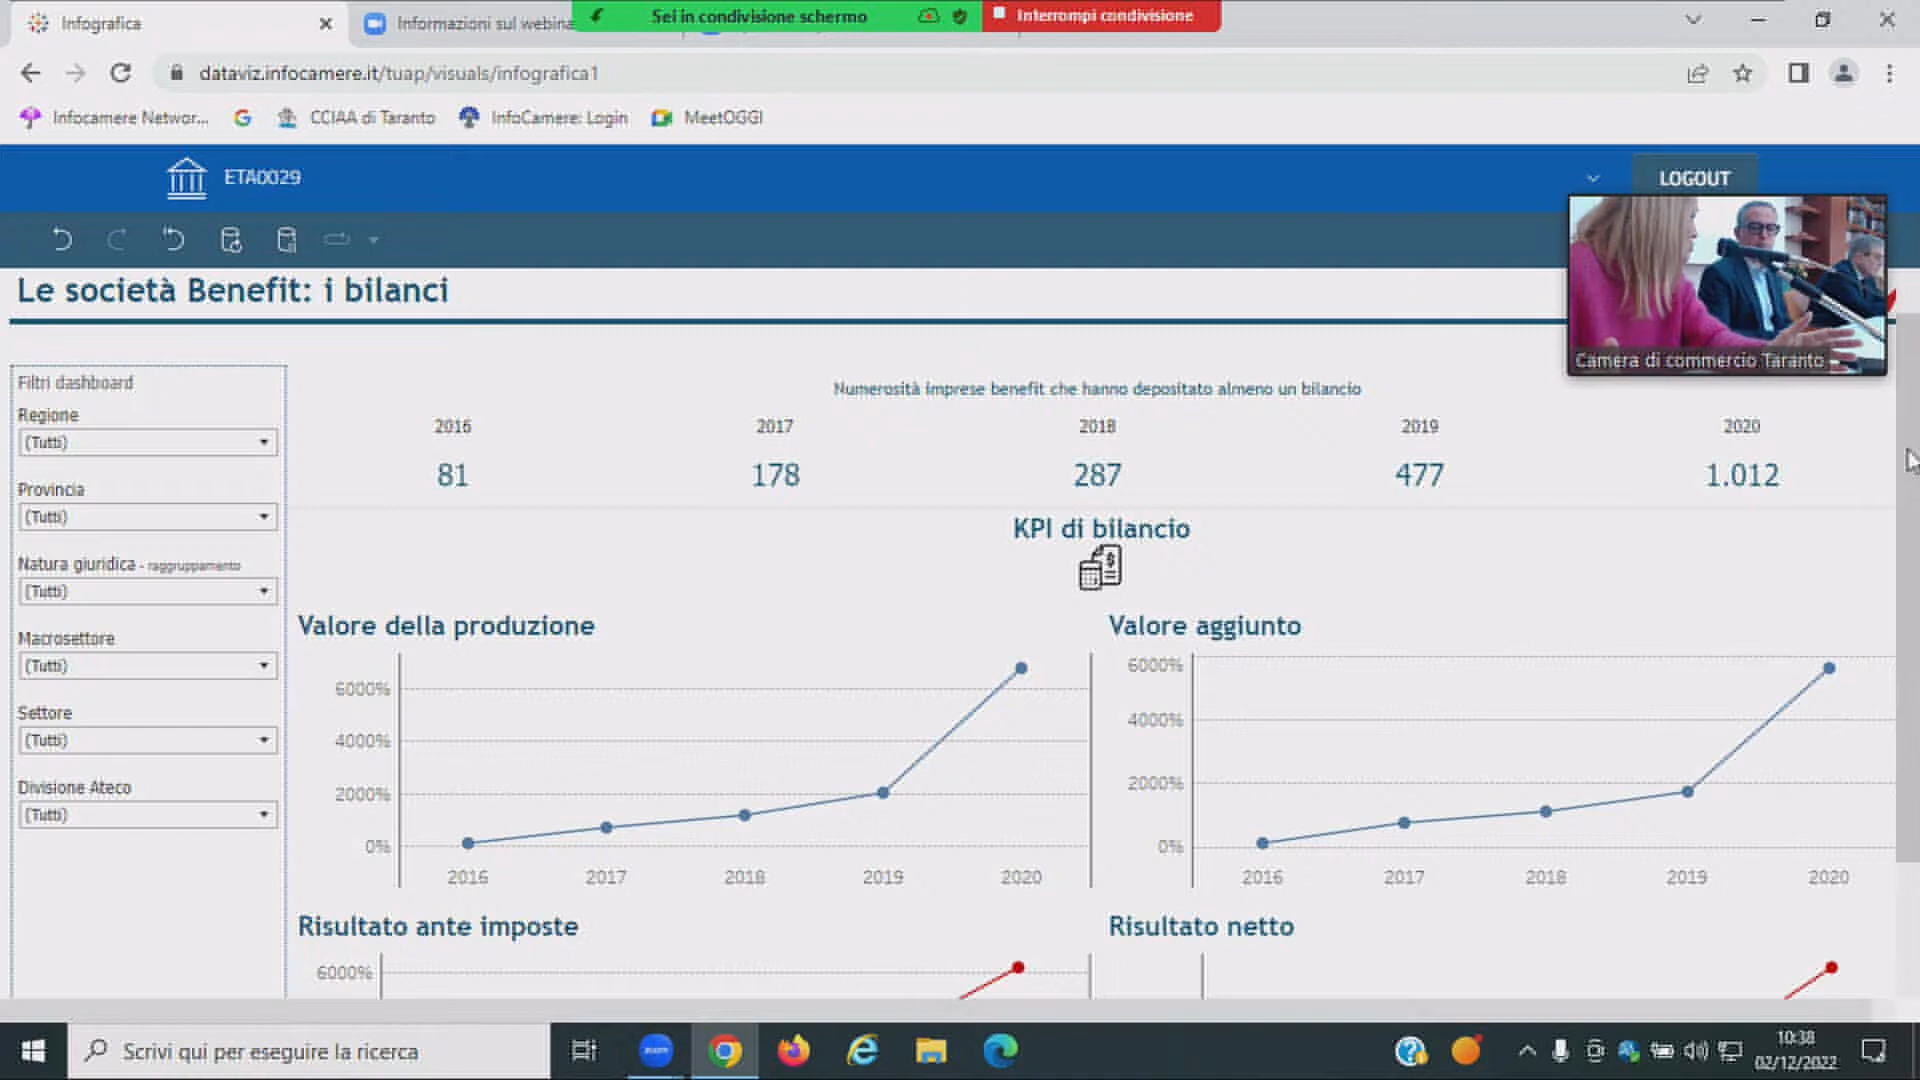 Infografica
Informazioni sul webina
Sei in condivisione schermo
Interrompi condivisione
dataviz.infocamere.it/tuap/visuals/infografica1
Infocamere Networ...
CCIAA di Taranto
InfoCamere: Login
MeetOGGI
ETA0029
LOGOUT
Le società Benefit: i bilanci
Camera di commercio Taranto
Filtri dashboard
Regione
(Tutti)
Provincia
(Tutti)
Natura giuridica - raggruppamento
(Tutti)
Macrosettore
(Tutti)
Settore
(Tutti)
Divisione Ateco
(Tutti)
Numerosità imprese benefit che hanno depositato almeno un bilancio
2016 2017 2018 2019 2020
81 178 287 477 1.012
KPI di bilancio
Valore della produzione
6000%
4000%
2000%
0%
2016 2017 2018 2019 2020
Valore aggiunto
6000%
4000%
2000%
0%
2016 2017 2018 2019 2020
Risultato ante imposte
6000%
Risultato netto
Scrivi qui per eseguire la ricerca
zoom
10:38
02/12/2022